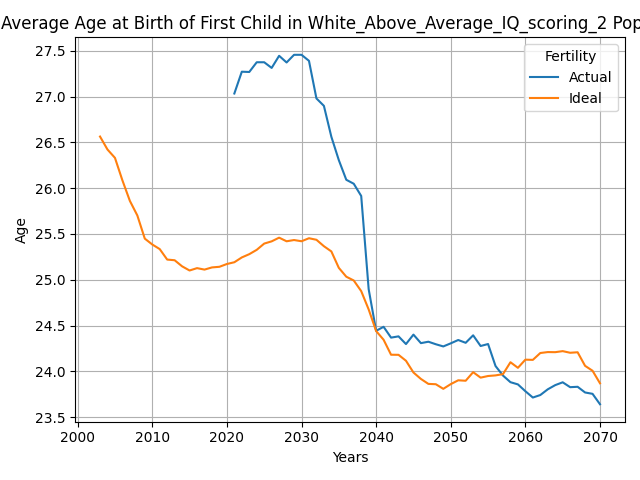 Average Age at Birth of First Child in White_Above_Average_IQ_scoring_2 Pop
Fertility
Actual
Ideal
27.5
27.0
26.5
26.0
25.5
25.0
24.5
24.0
23.5
Age
2000 2010 2020 2030 2040 2050 2060 2070
Years